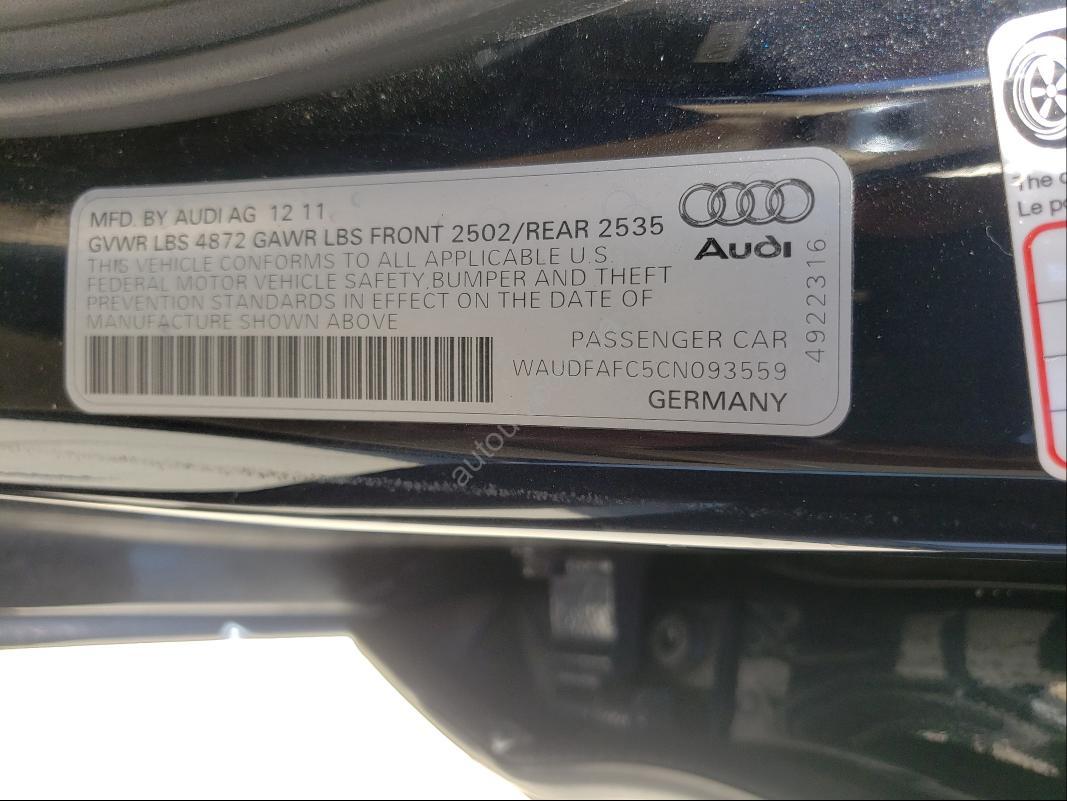 MFD. BY AUDI AG 12 11
GVWR LBS 4872 GAWR LBS FRONT 2502/REAR 2535
THIS VEHICLE CONFORMS TO ALL APPLICABLE U.S.
FEDERAL MOTOR VEHICLE SAFETY,BUMPER AND THEFT
PREVENTION STANDARDS IN EFFECT ON THE DATE OF
MANUFACTURE SHOWN ABOVE
Audi
PASSENGER CAR
WAUDFAFC5CN093559
GERMANY
4922316
The
Le